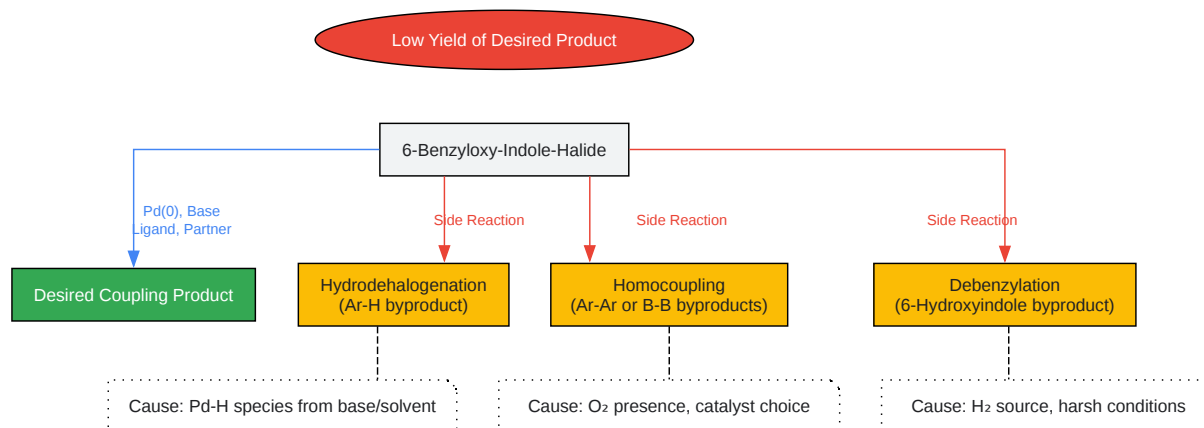 Low Yield of Desired Product
6-Benzyloxy-Indole-Halide
Pd(0), Base
Ligand, Partner
Side Reaction
Side Reaction
Side Reaction
Desired Coupling Product
Hydrodehalogenation
(Ar-H byproduct)
Homocoupling
(Ar-Ar or B-B byproducts)
Debenzylation
(6-Hydroxyindole byproduct)
Cause: Pd-H species from base/solvent
Cause: O₂ presence, catalyst choice
Cause: H₂ source, harsh conditions